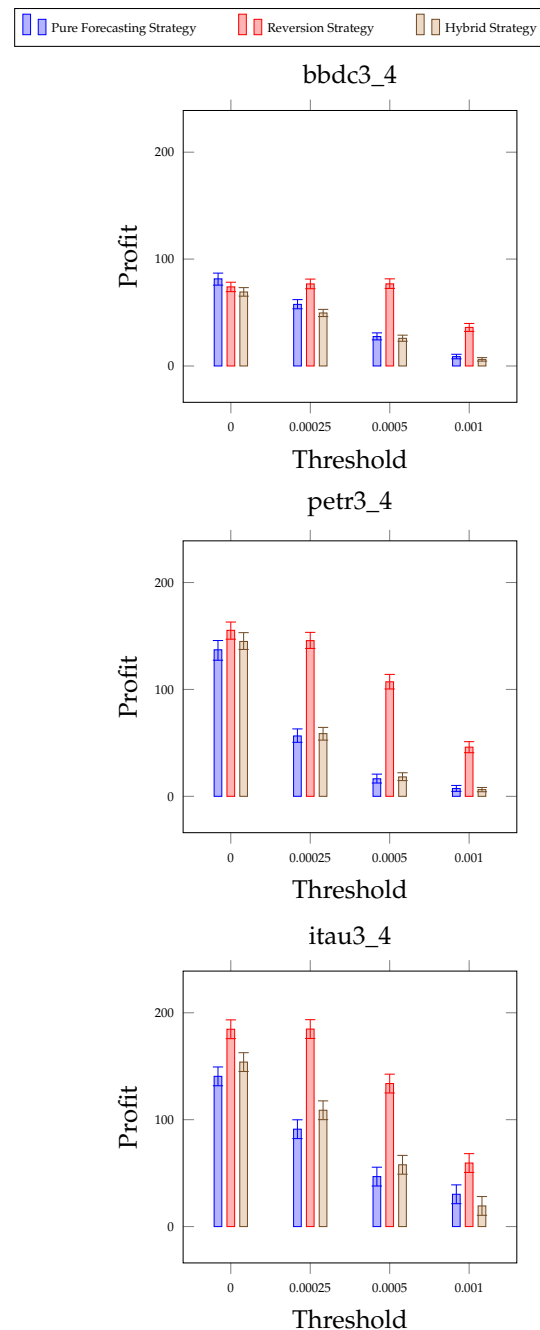 Pure Forecasting Strategy Reversion Strategy Hybrid Strategy
bbdc3_4
200
100
0
Profit
0 0.00025 0.0005 0.001
Threshold
petr3_4
200
100
0
Profit
0 0.00025 0.0005 0.001
Threshold
itau3_4
200
100
0
Profit
0 0.00025 0.0005 0.001
Threshold